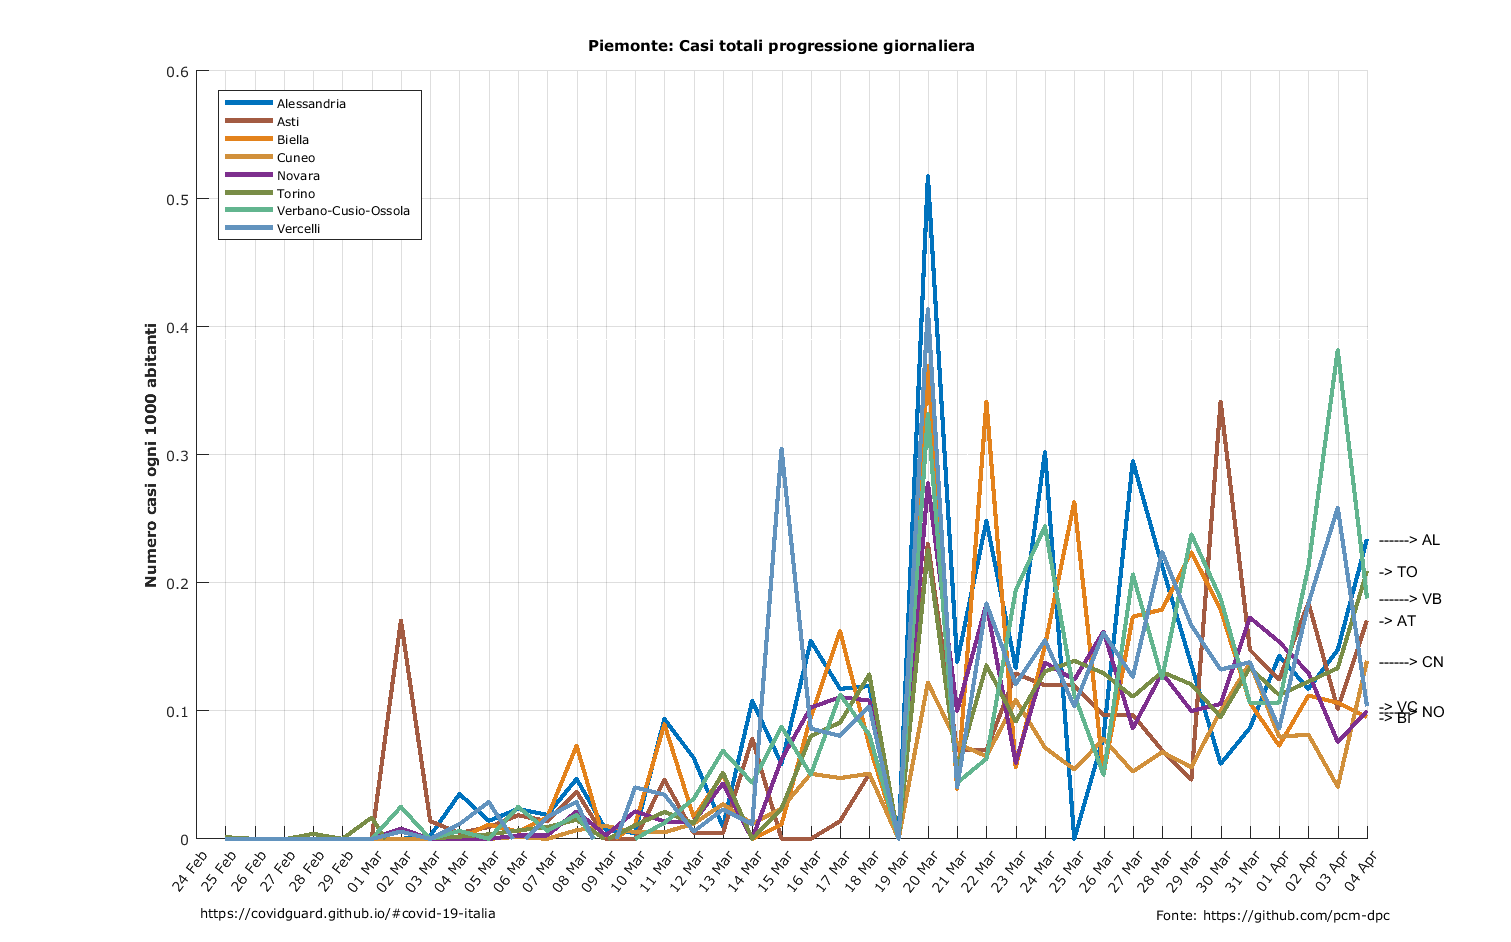 Piemonte: Casi totali progressione giornaliera
Numero casi ogni 1000 abitanti
0.6
0.5
0.4
0.3
0.2
0.1
0
Alessandria
Asti
Biella
Cuneo
Novara
Torino
Verbano-Cusio-Ossola
Vercelli
------> AL
-> TO
------> VB
-> AT
------> CN
-> VC
------> NO
-> BI
24 Feb
25 Feb
26 Feb
27 Feb
28 Feb
29 Feb
01 Mar
02 Mar
03 Mar
04 Mar
05 Mar
06 Mar
07 Mar
08 Mar
09 Mar
10 Mar
11 Mar
12 Mar
13 Mar
14 Mar
15 Mar
16 Mar
17 Mar
18 Mar
19 Mar
20 Mar
21 Mar
22 Mar
23 Mar
24 Mar
25 Mar
26 Mar
27 Mar
28 Mar
29 Mar
30 Mar
31 Mar
01 Apr
02 Apr
03 Apr
04 Apr
https://covidguard.github.io/#covid-19-italia
Fonte: https://github.com/pcm-dpc